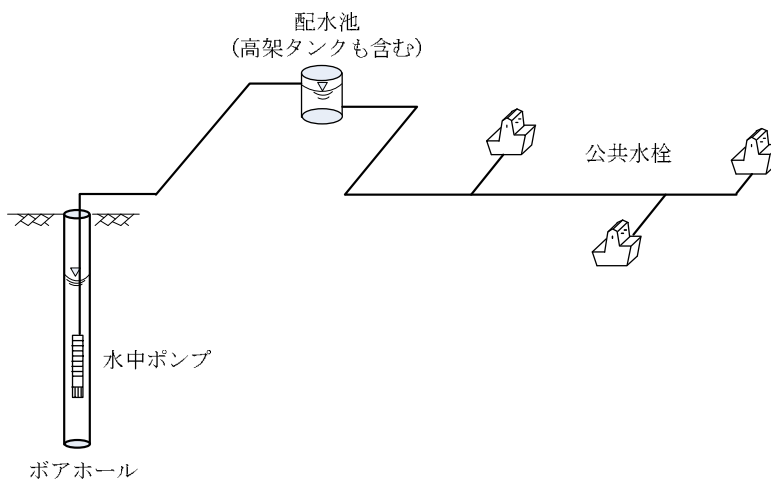 配水池
(高架タンクも含む)
公共水栓
水中ポンプ
ボアホール